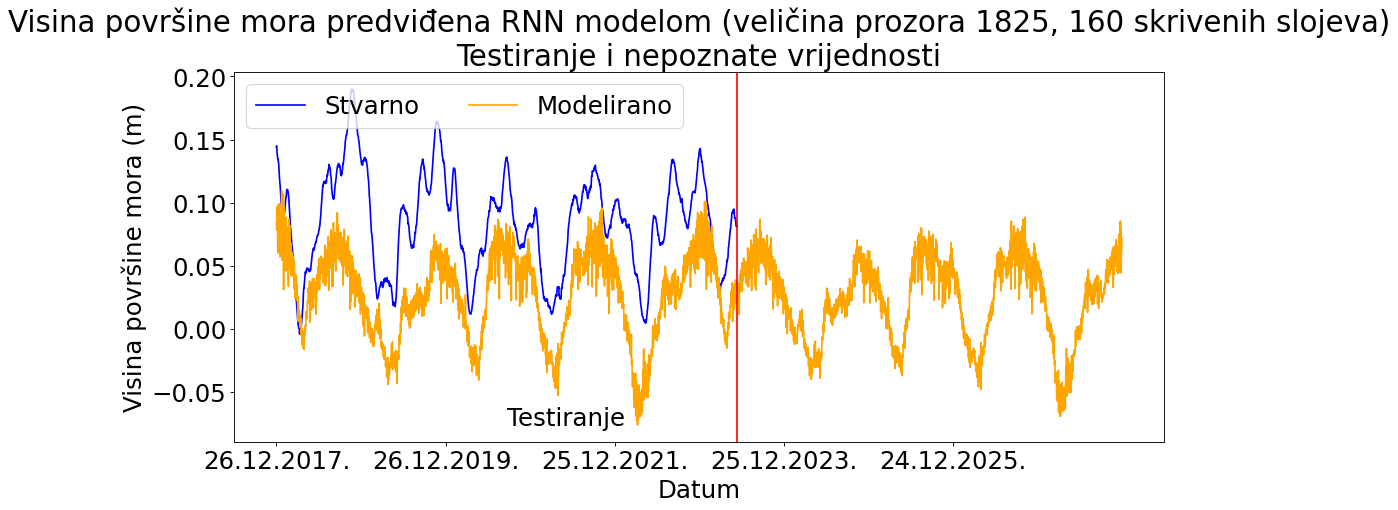 Visina površine mora predviđena RNN modelom (veličina prozora 1825, 160 skrivenih slojeva)
Testiranje i nepoznate vrijednosti
Stvarno
Modelirano
Visina površine mora (m)
0.20
0.15
0.10
0.05
0.00
−0.05
Testiranje
26.12.2017.
26.12.2019.
25.12.2021.
25.12.2023.
24.12.2025.
Datum